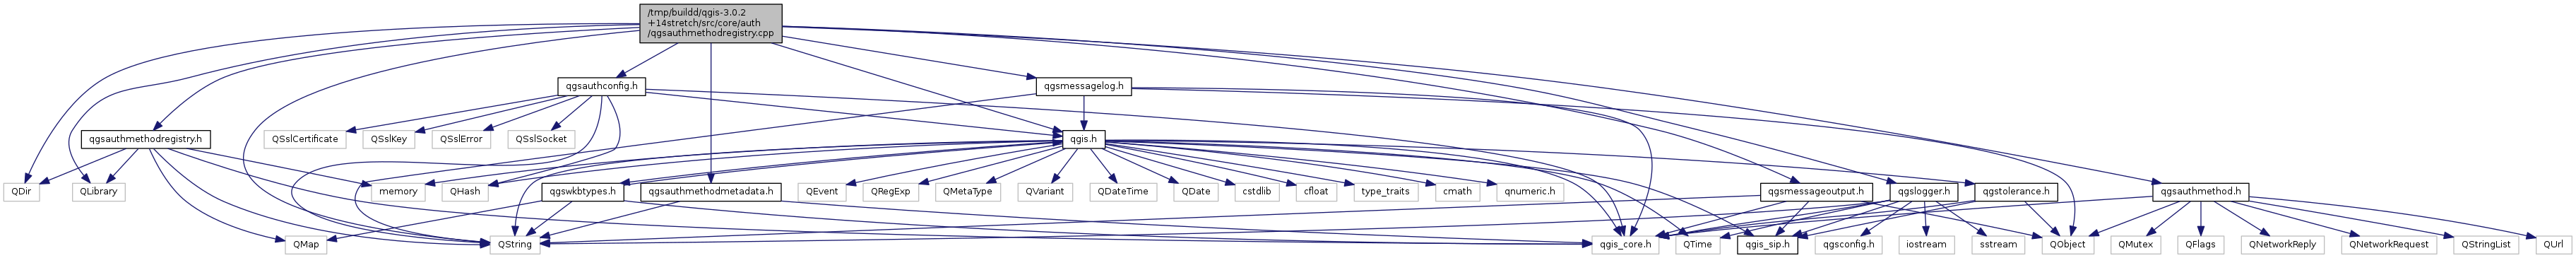 /tmp/buildd/qgis-3.0.2
+14stretch/src/core/auth
/qgsauthmethodregistry.cpp
qgsauthconfig.h
qgsmessagelog.h
qgsauthmethodregistry.h
QSslCertificate
QSslKey
QSslError
QSslSocket
qgis.h
QDir
QLibrary
memory
QHash
qgswkbtypes.h
qgsauthmethodmetadata.h
QEvent
QRegExp
QMetaType
QVariant
QDateTime
QDate
cstdlib
cfloat
type_traits
cmath
qnumeric.h
qgsmessageoutput.h
qgslogger.h
qgstolerance.h
qgsauthmethod.h
QMap
QString
qgis_core.h
QTime
qgis_sip.h
qgsconfig.h
iostream
sstream
QObject
QMutex
QFlags
QNetworkReply
QNetworkRequest
QStringList
QUrl